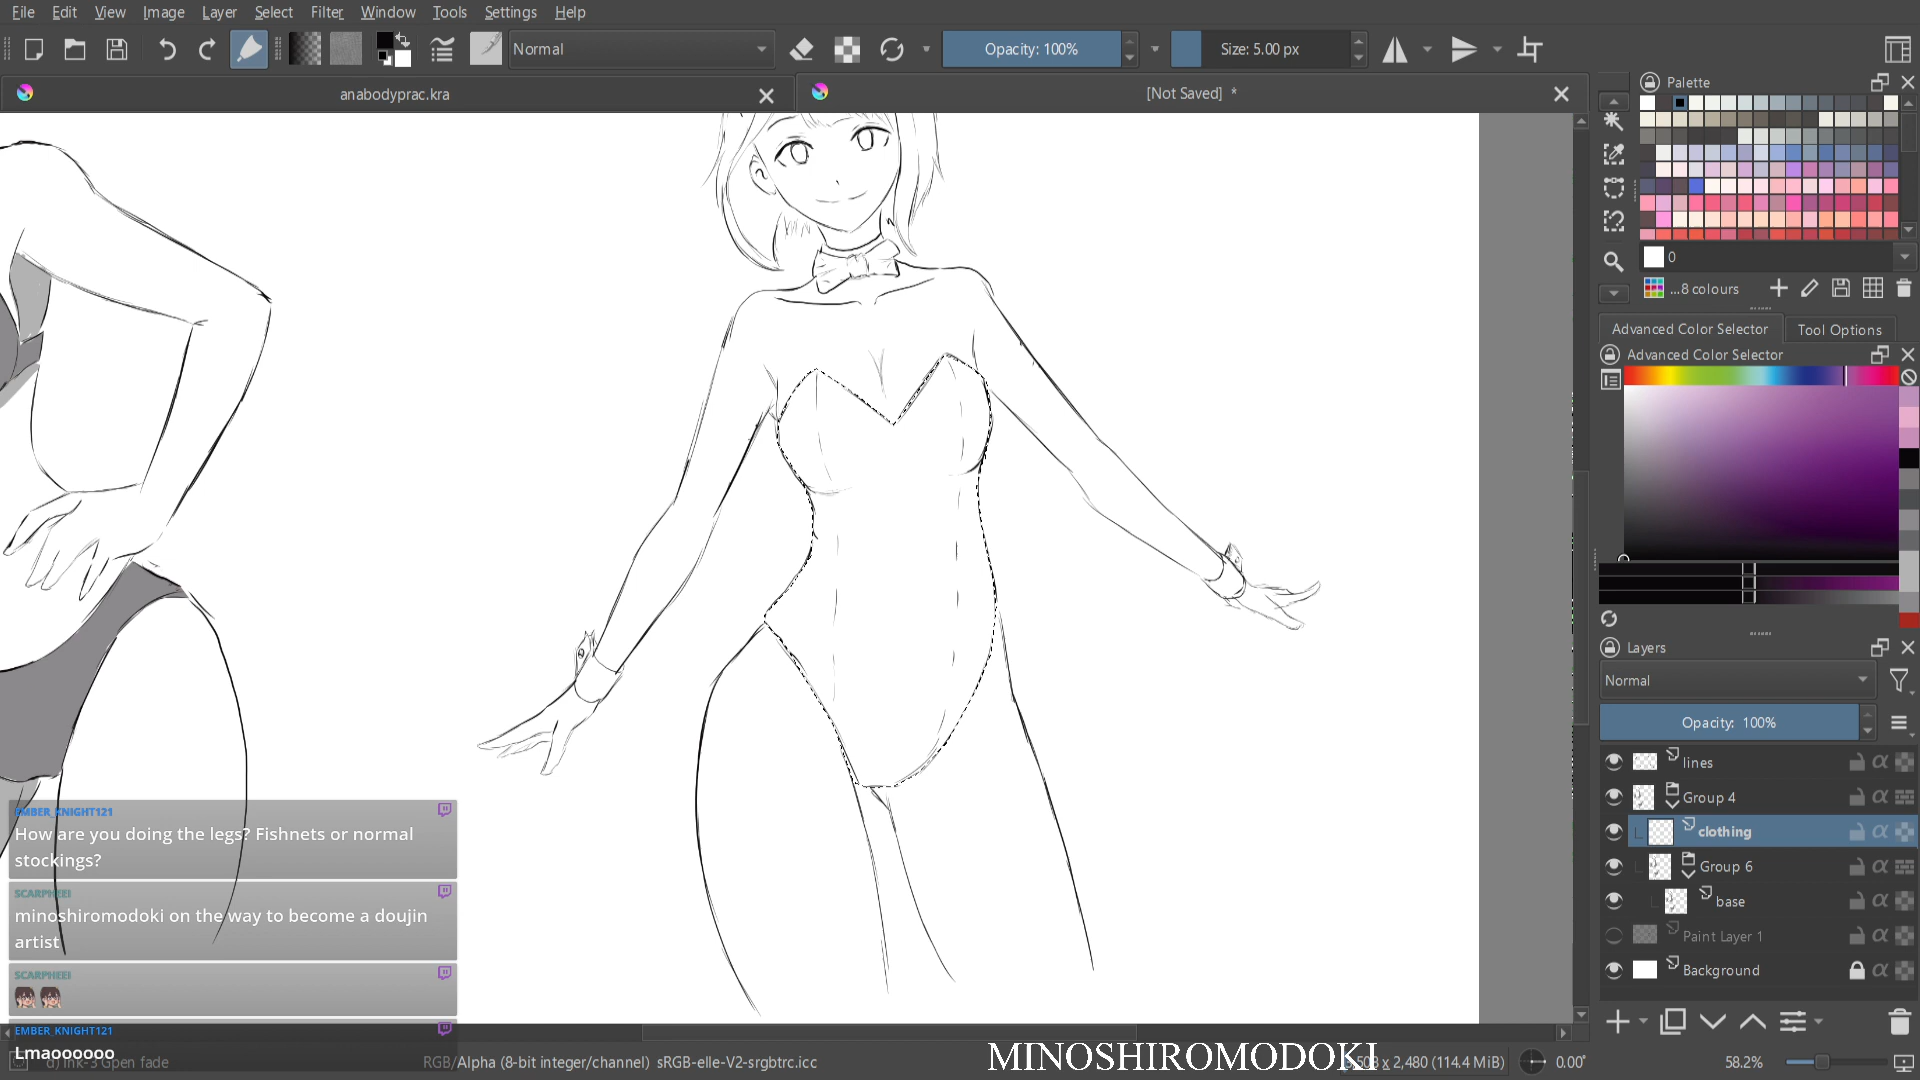 File Edit View Image Layer Select Filter Window Tools Settings Help
Normal
Opacity: 100%
Size: 5.00 px
anabodyprac.kra
[Not Saved] *
Palette
0
...8 colours
Advanced Color Selector
Tool Options
Advanced Color Selector
Layers
Normal
Opacity: 100%
lines
Group 4
clothing
Group 6
base
Paint Layer 1
Background
EMBER_KNIGHT121
How are you doing the legs? Fishnets or normal
stockings?
SCARPHEEI
minoshiromodoki on the way to become a doujin
artist
SCARPHEEI
EMBER_KNIGHT121
Lmaoooooo
d) Ink-3 Gpen fade
RGB/Alpha (8-bit integer/channel) sRGB-elle-V2-srgbtrc.icc
MINOSHIROMODOKI
x 2,480 (114.4 MiB)
0.00°
58.2%